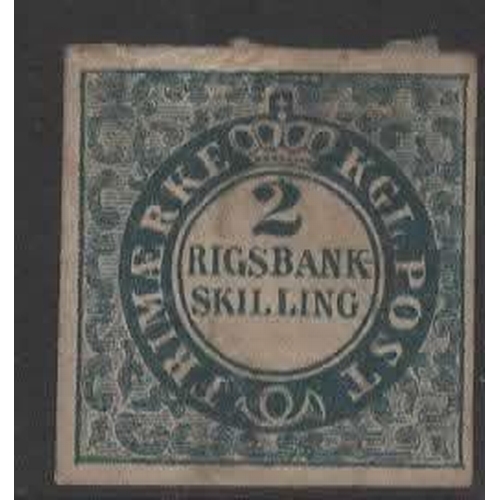 KGL POST
FRIMÆRKE
2
RIGSBANK-
SKILLING